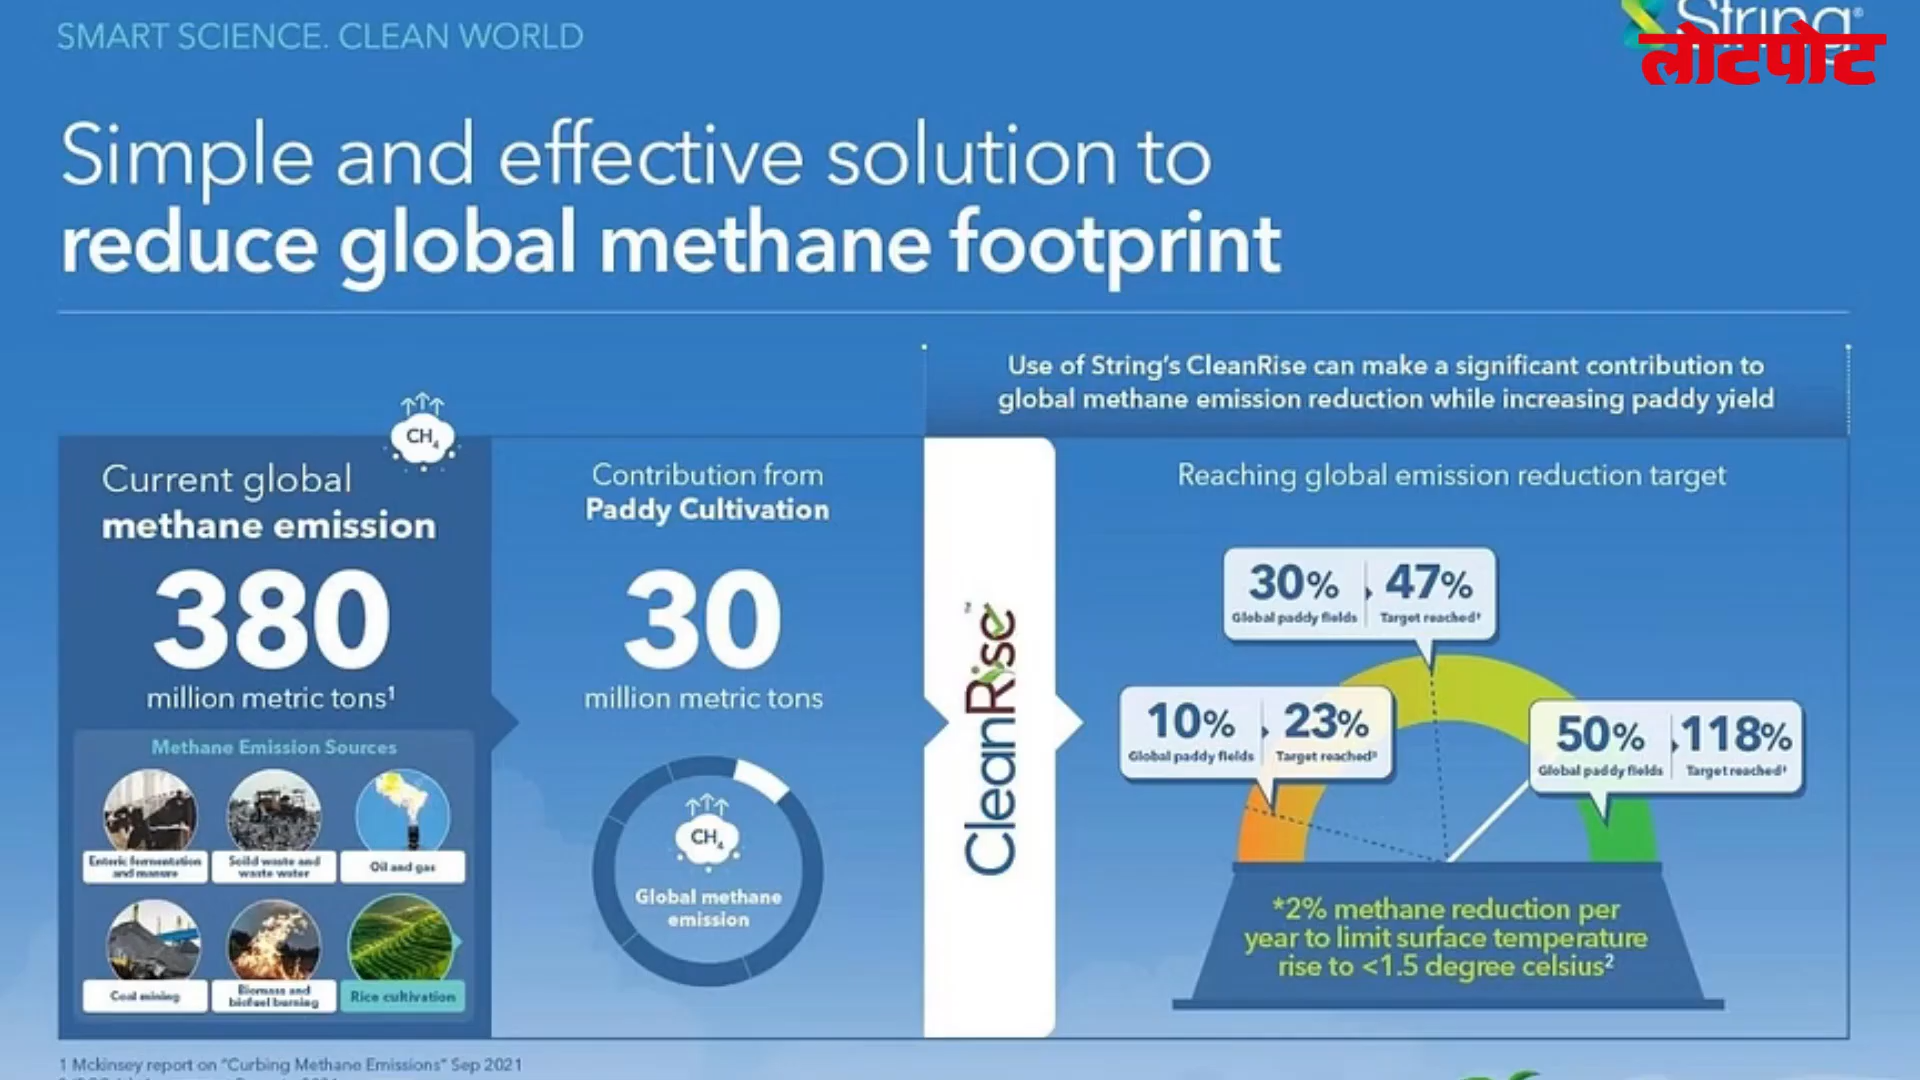 SMART SCIENCE. CLEAN WORLD
String®
लोटपोट
Simple and effective solution to
reduce global methane footprint
Use of String's CleanRise can make a significant contribution to
global methane emission reduction while increasing paddy yield
CH4
Current global
methane emission
380
million metric tons1
Methane Emission Sources
Enteric fermentation
and manure
Soild waste and
waste water
Oil and gas
Coal mining
Biomass and
biofuel burning
Rice cultivation
Contribution from
Paddy Cultivation
30
million metric tons
CH4
Global methane
emission
CleanRise
Reaching global emission reduction target
30% 47%
Global paddy fields Target reached
10% 23%
Global paddy fields Target reached
50% 118%
Global paddy fields Target reached
*2% methane reduction per
year to limit surface temperature
rise to <1.5 degree celsius2
1 Mckinsey report on "Curbing Methane Emissions" Sep 2021